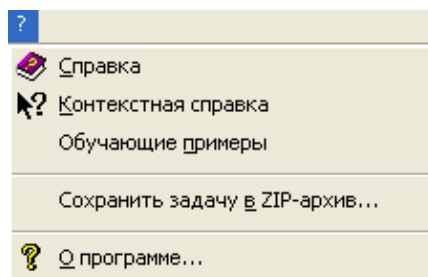 ?
Справка
Контекстная справка
Обучающие примеры
Сохранить задачу в ZIP-архив...
О программе...